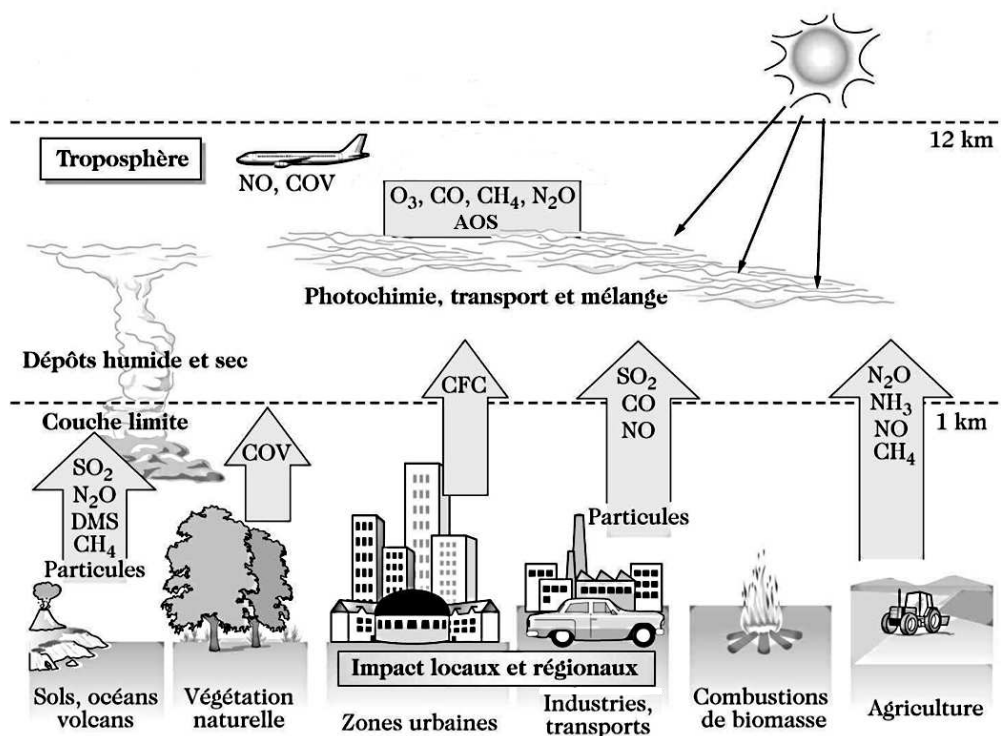 12 km
Troposphère
NO, COV
O₃, CO, CH₄, N₂O
AOS
Photochimie, transport et mélange
Dépôts humide et sec
Couche limite
1 km
SO₂
N₂O
DMS
CH₄
Particules
COV
CFC
SO₂
CO
NO
Particules
N₂O
NH₃
NO
CH₄
Impact locaux et régionaux
Sols, océans
volcans
Végétation
naturelle
Zones urbaines
Industries,
transports
Combustions
de biomasse
Agriculture